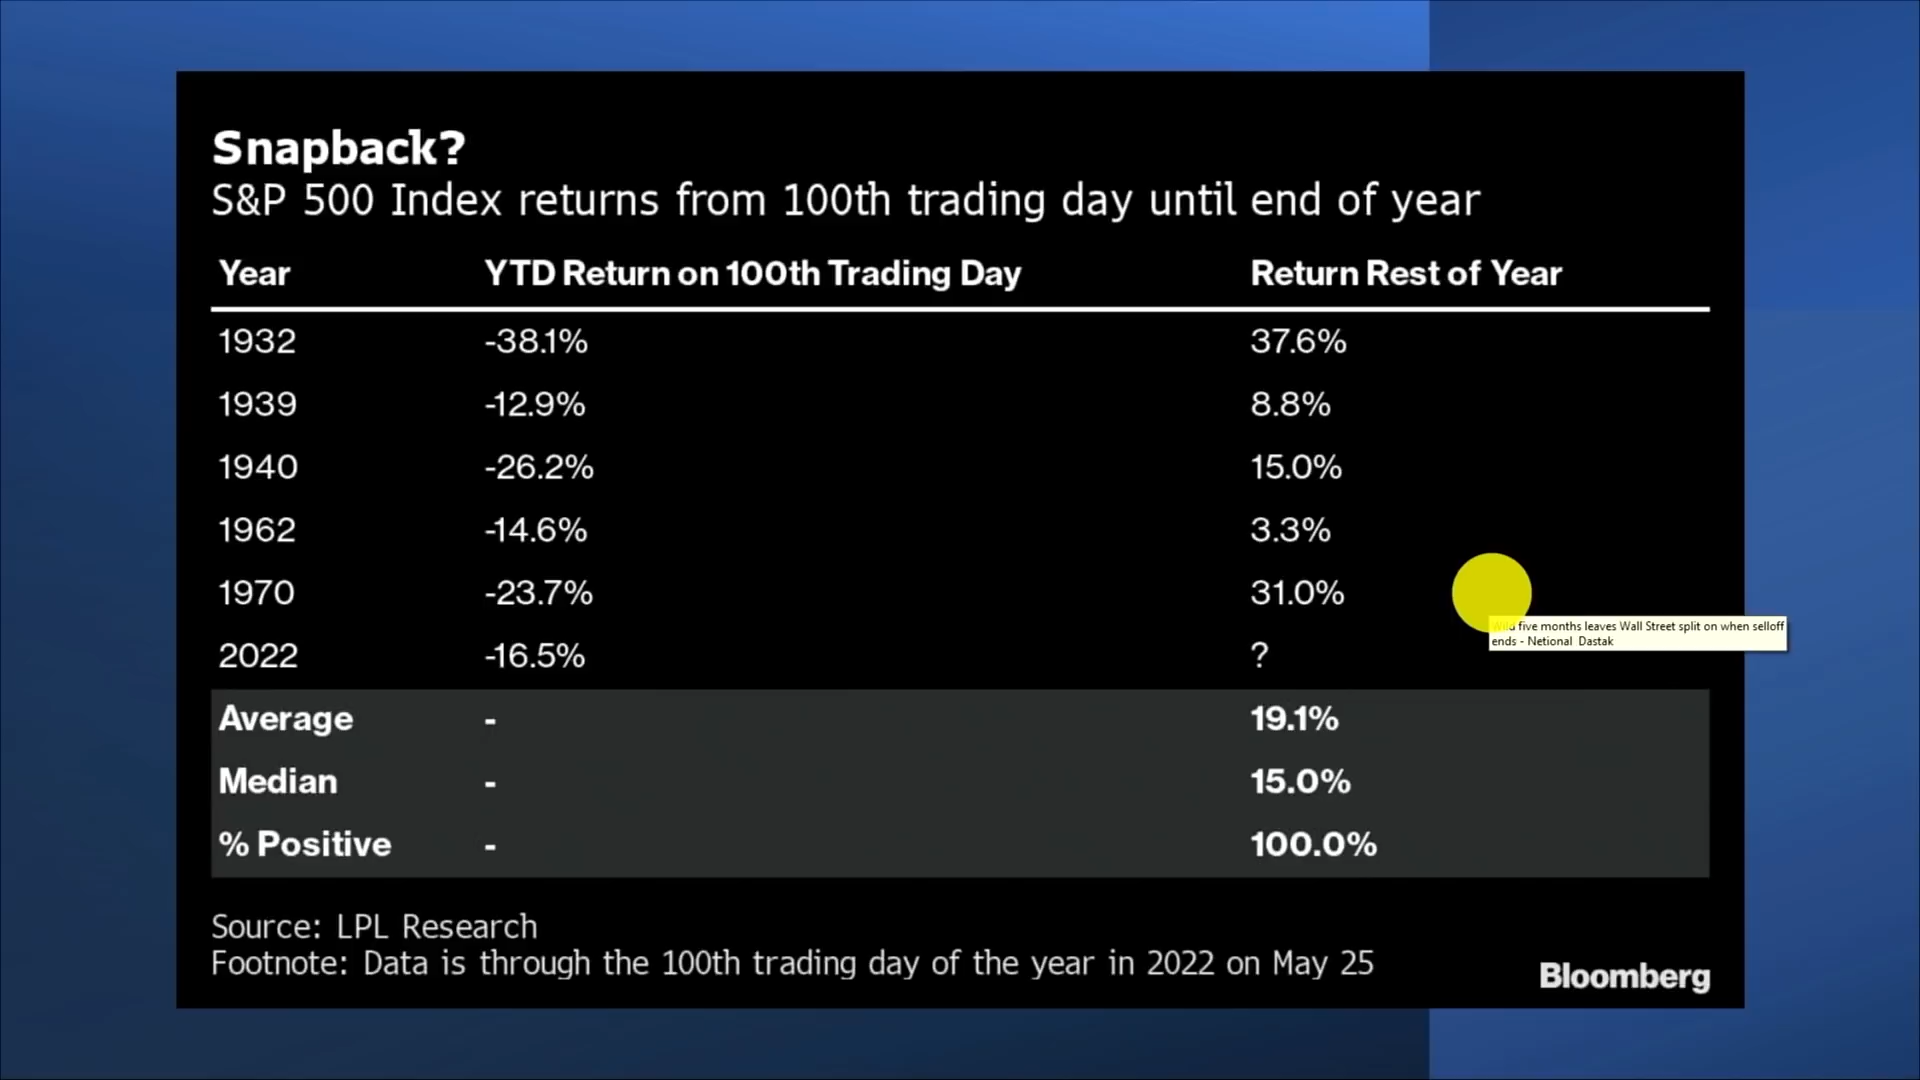 Snapback?
S&P 500 Index returns from 100th trading day until end of year
Year YTD Return on 100th Trading Day Return Rest of Year
1932 -38.1% 37.6%
1939 -12.9% 8.8%
1940 -26.2% 15.0%
1962 -14.6% 3.3%
1970 -23.7% 31.0%
Wild five months leaves Wall Street split on when selloff
ends - Netional Dastak
2022 -16.5% ?
Average - 19.1%
Median - 15.0%
% Positive - 100.0%
Source: LPL Research
Footnote: Data is through the 100th trading day of the year in 2022 on May 25
Bloomberg